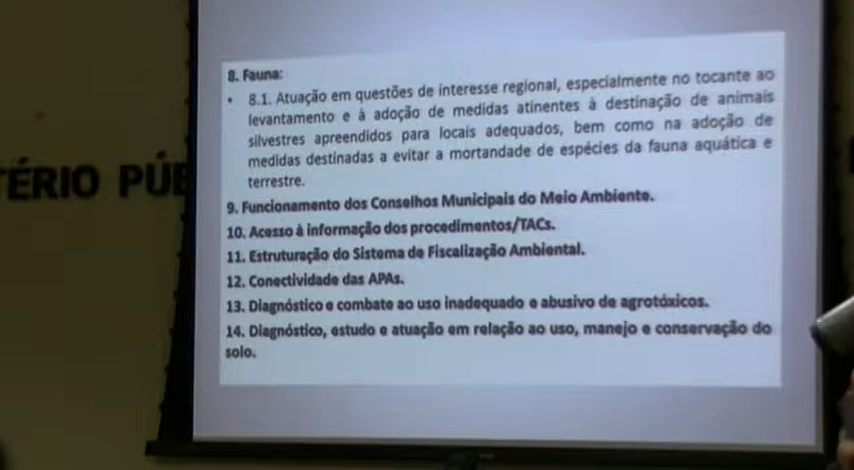 8. Fauna:
• 8.1. Atuação em questões de interesse regional, especialmente no tocante ao
levantamento e à adoção de medidas atinentes à destinação de animais
silvestres apreendidos para locais adequados, bem como na adoção de
medidas destinadas a evitar a mortandade de espécies da fauna aquática e
terrestre.
9. Funcionamento dos Conselhos Municipais do Meio Ambiente.
10. Acesso à informação dos procedimentos/TACs.
11. Estruturação do Sistema de Fiscalização Ambiental.
12. Conectividade das APAs.
13. Diagnóstico e combate ao uso inadequado e abusivo de agrotóxicos.
14. Diagnóstico, estudo e atuação em relação ao uso, manejo e conservação do
solo.
TÉRIO PÚB